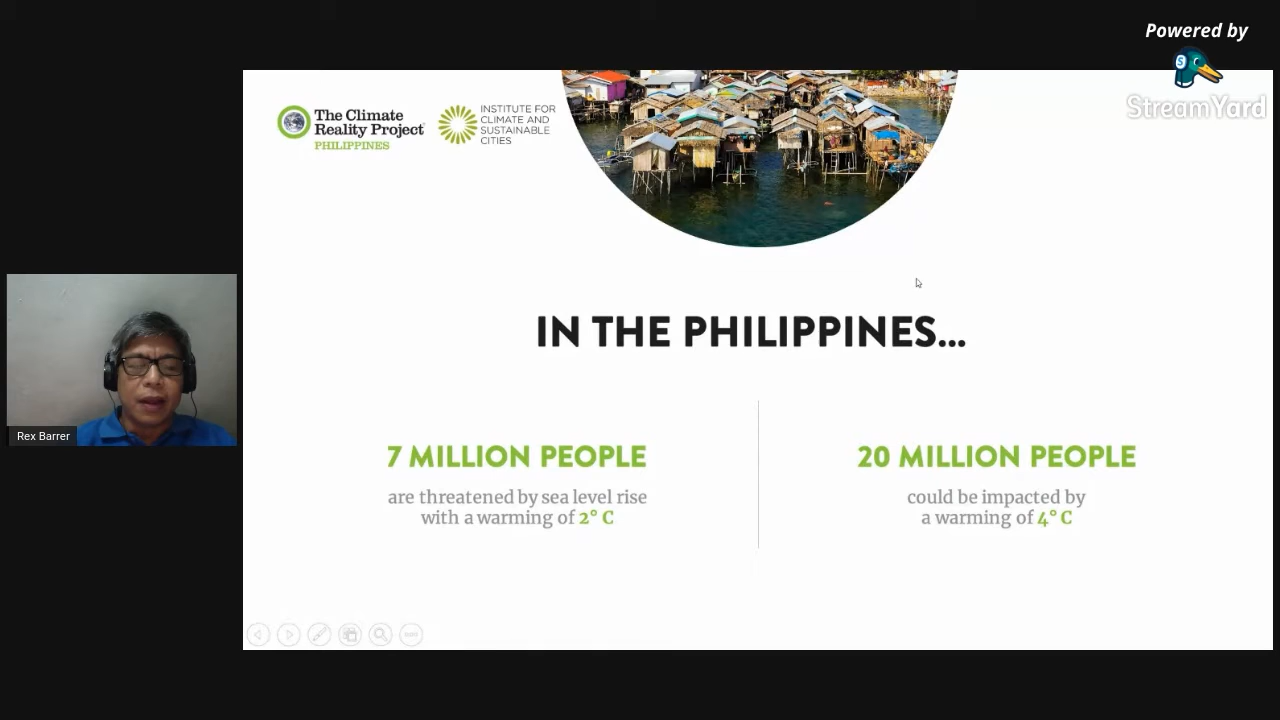 Powered by
StreamYard
The Climate
Reality Project
PHILIPPINES
INSTITUTE FOR
CLIMATE AND
SUSTAINABLE
CITIES
IN THE PHILIPPINES...
7 MILLION PEOPLE
are threatened by sea level rise
with a warming of 2° C
20 MILLION PEOPLE
could be impacted by
a warming of 4° C
Rex Barrer